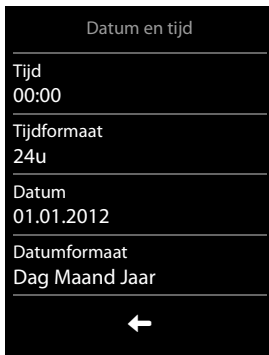 Datum en tijd
Tijd
00:00
Tijdformaat
24u
Datum
01.01.2012
Datumformaat
Dag Maand Jaar